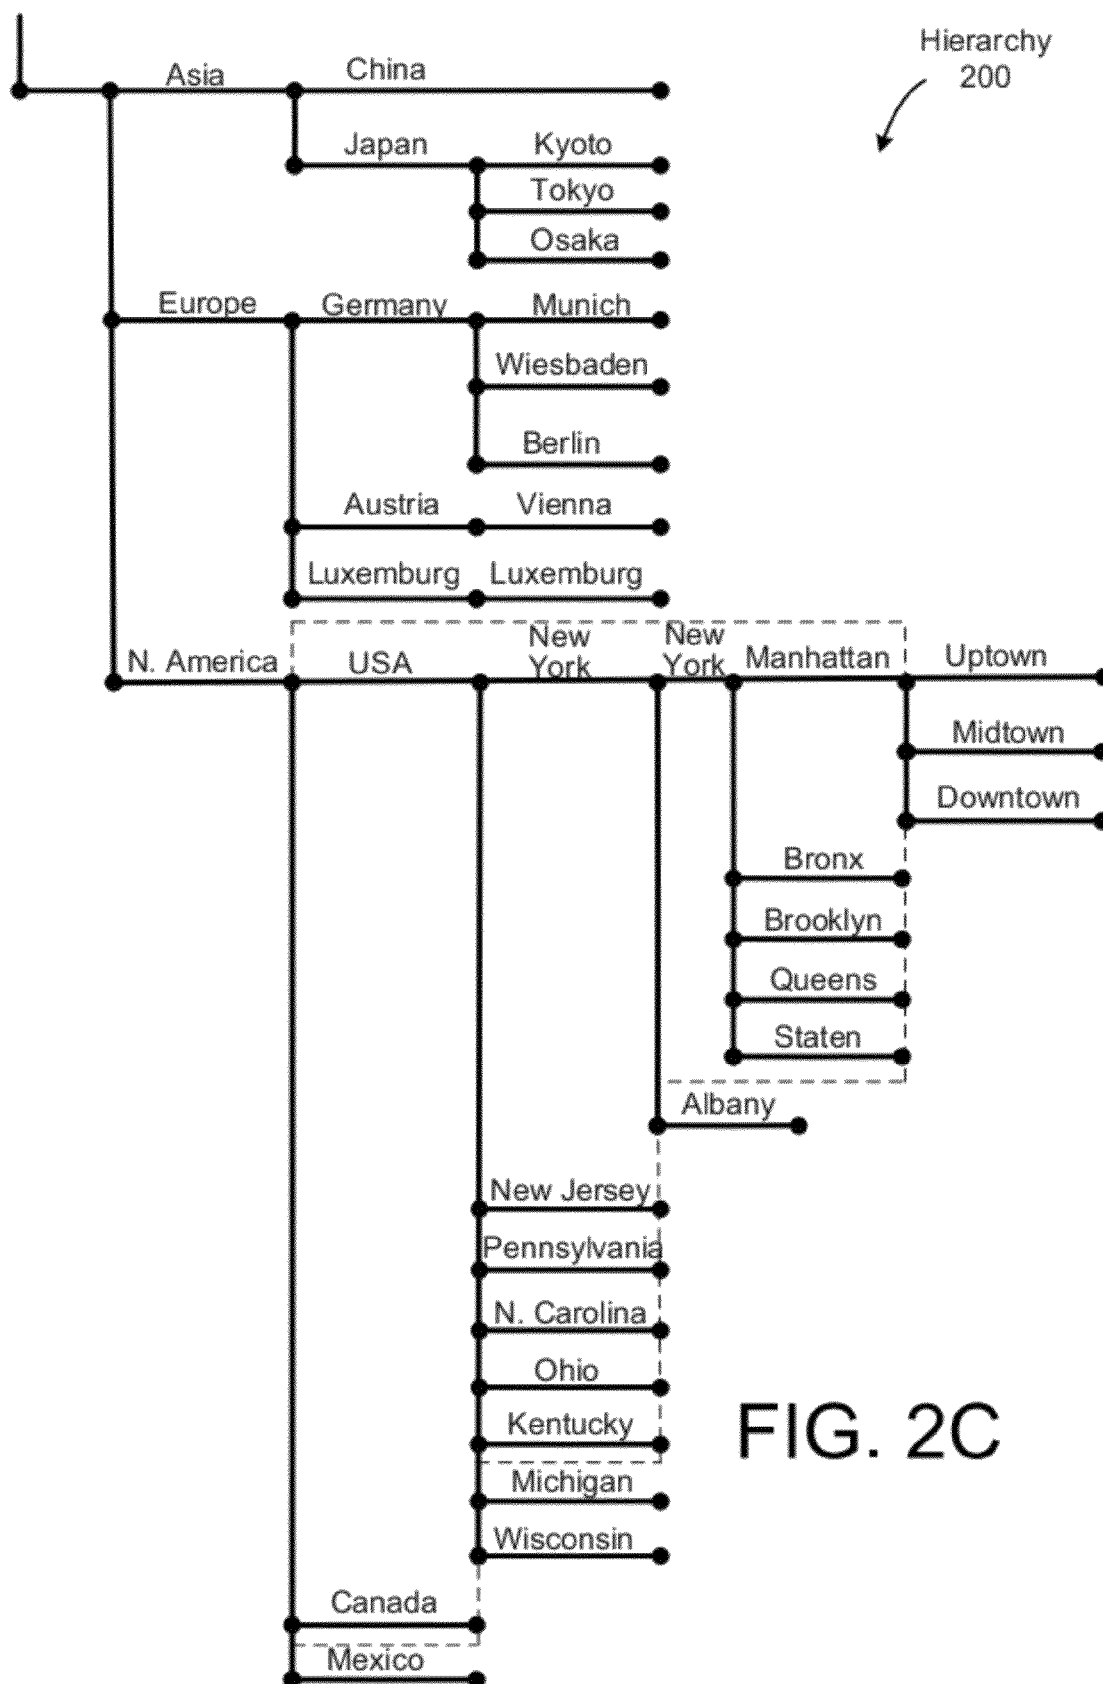 Hierarchy
200
Asia China
Japan Kyoto
Tokyo
Osaka
Europe Germany Munich
Wiesbaden
Berlin
Austria Vienna
Luxemburg Luxemburg
N. America USA New York New York Manhattan Uptown
Midtown
Downtown
Bronx
Brooklyn
Queens
Staten
Albany
New Jersey
Pennsylvania
N. Carolina
Ohio
Kentucky
FIG. 2C
Michigan
Wisconsin
Canada
Mexico